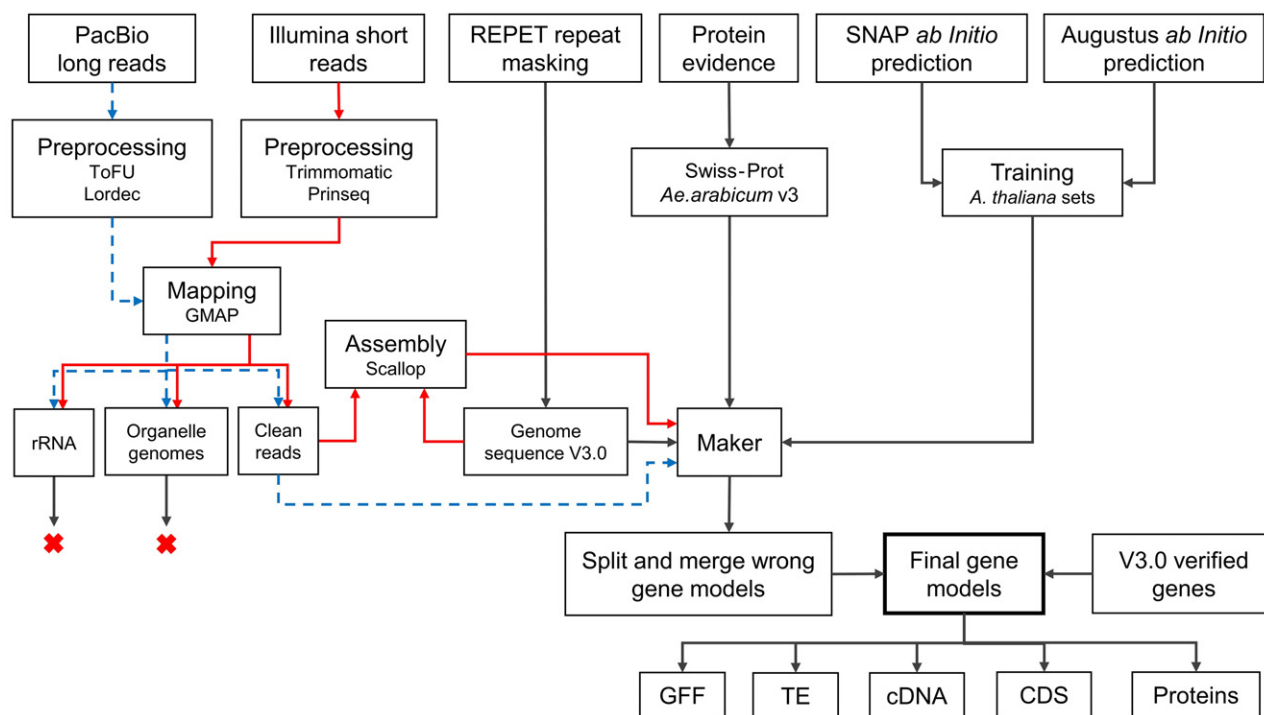 PacBio
long reads
Illumina short
reads
REPET repeat
masking
Protein
evidence
SNAP ab Initio
prediction
Augustus ab Initio
prediction
Preprocessing
ToFU
Lordec
Preprocessing
Trimmomatic
Prinseq
Swiss-Prot
Ae.arabicum v3
Training
A. thaliana sets
Mapping
GMAP
Assembly
Scallop
rRNA
Organelle
genomes
Clean
reads
Genome
sequence V3.0
Maker
Split and merge wrong
gene models
Final gene
models
V3.0 verified
genes
GFF
TE
cDNA
CDS
Proteins